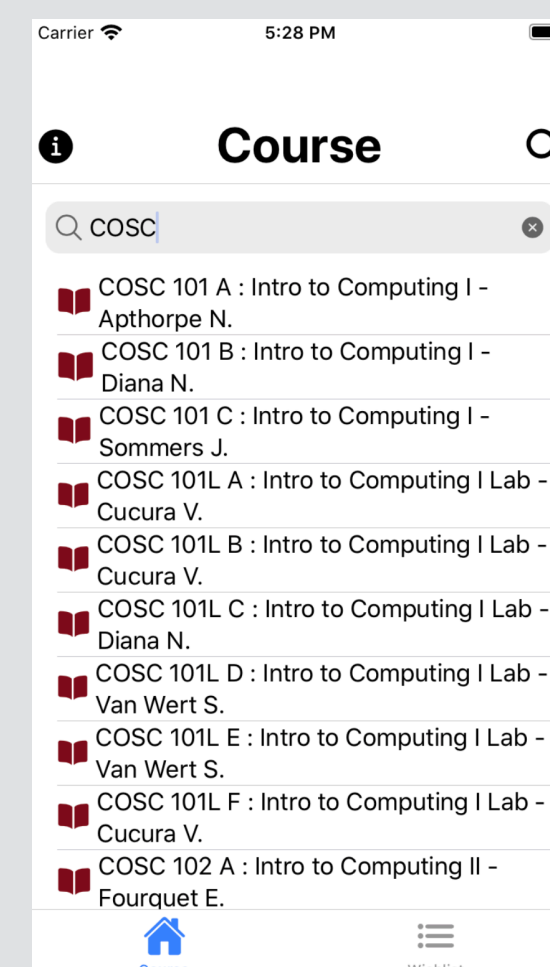 Carrier
5:28 PM
Course
COSC
COSC 101 A : Intro to Computing I -
Apthorpe N.
COSC 101 B : Intro to Computing I -
Diana N.
COSC 101 C : Intro to Computing I -
Sommers J.
COSC 101L A : Intro to Computing I Lab -
Cucura V.
COSC 101L B : Intro to Computing I Lab -
Cucura V.
COSC 101L C : Intro to Computing I Lab -
Diana N.
COSC 101L D : Intro to Computing I Lab -
Van Wert S.
COSC 101L E : Intro to Computing I Lab -
Van Wert S.
COSC 101L F : Intro to Computing I Lab -
Cucura V.
COSC 102 A : Intro to Computing II -
Fourquet E.